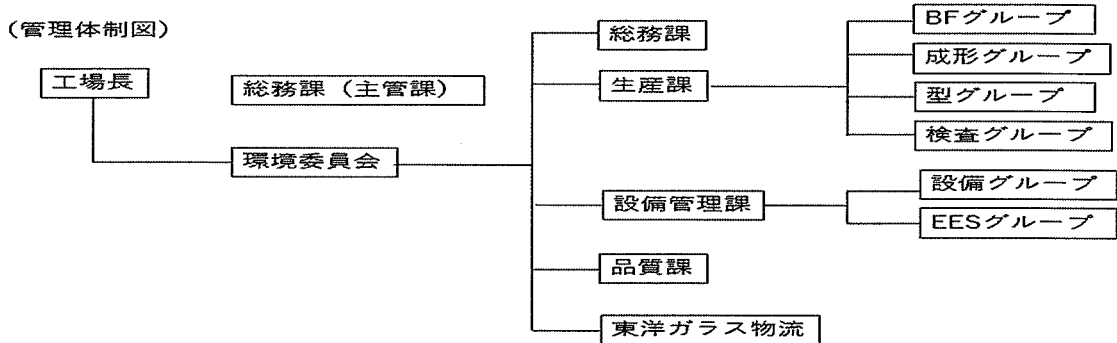 (管理体制図)
工場長
総務課（主管課）
環境委員会
総務課
生産課
設備管理課
品質課
東洋ガラス物流
BFグループ
成形グループ
型グループ
検査グループ
設備グループ
EESグループ